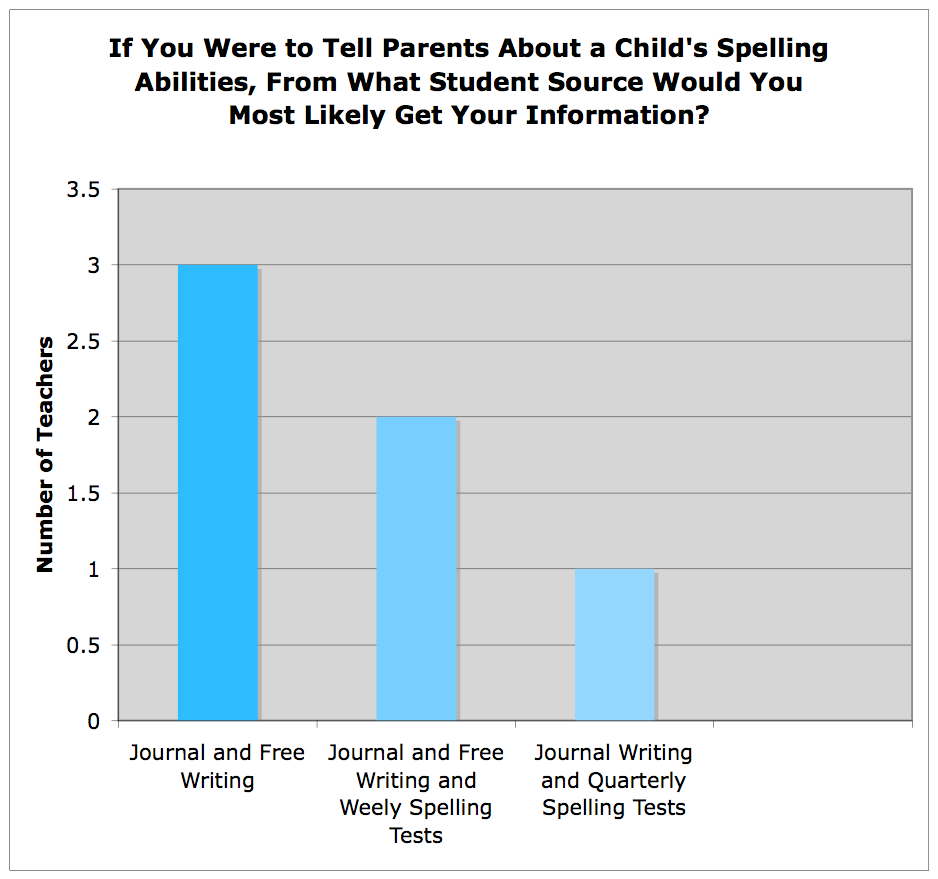 If You Were to Tell Parents About a Child's Spelling
Abilities, From What Student Source Would You
Most Likely Get Your Information?
3.5
3
2.5
2
1.5
1
0.5
0
Number of Teachers
Journal and Free
Writing
Journal and Free
Writing and
Weely Spelling
Tests
Journal Writing
and Quarterly
Spelling Tests